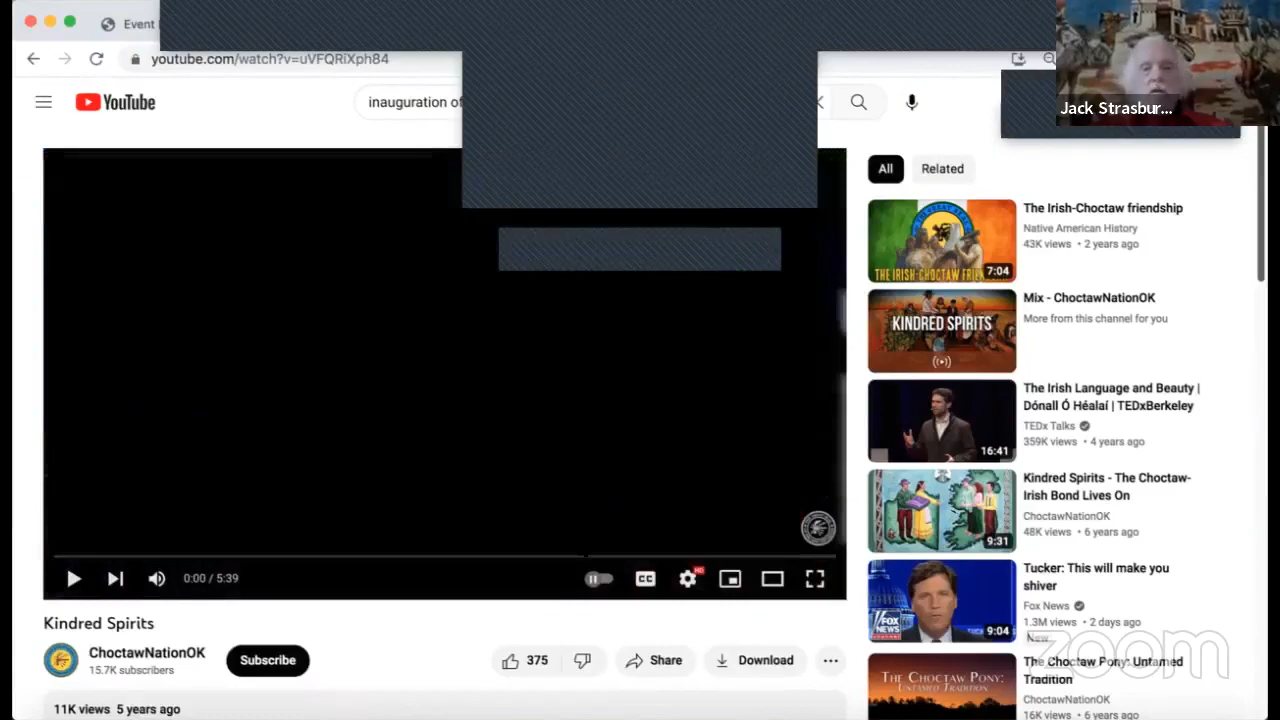 Event
youtube.com/watch?v=uVFQRiXph84
Jack Strasbur...
YouTube
inauguration of
All
Related
The Irish-Choctaw friendship
Native American History
43K views • 2 years ago
7:04
THE IRISH-CHOCTAW
Mix - ChoctawNationOK
More from this channel for you
KINDRED SPIRITS
The Irish Language and Beauty |
Dónall Ó Héalaí | TEDxBerkeley
TEDx Talks
359K views • 4 years ago
16:41
Kindred Spirits - The Choctaw-
Irish Bond Lives On
ChoctawNationOK
48K views • 6 years ago
9:31
Tucker: This will make you
shiver
Fox News
1.3M views • 2 days ago
New
FOX
NEWS
9:04
0:00 / 5:39
CC
HD
Kindred Spirits
ChoctawNationOK
15.7K subscribers
Subscribe
375
Share
Download
zoom
The Choctaw Pony: Untamed
Tradition
ChoctawNationOK
16K views • 6 years ago
THE CHOCTAW PONY:
UNTAMED TRADITION
11K views 5 years ago